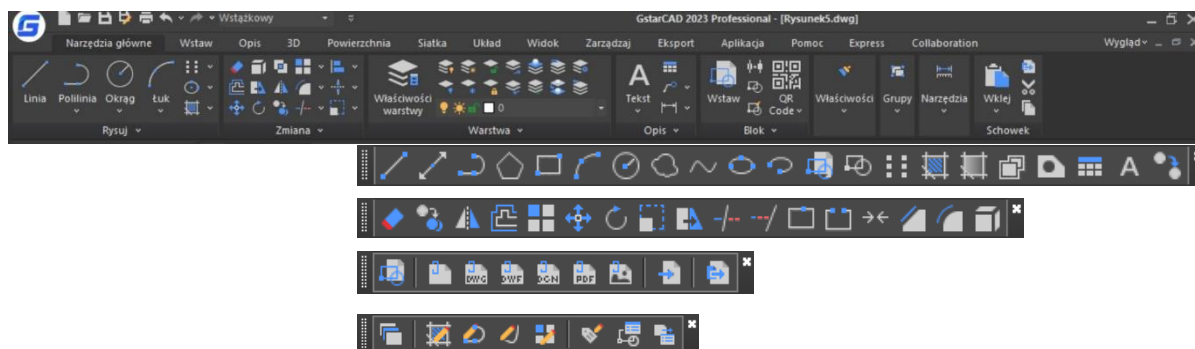 G Wstążkowy GstarCAD 2023 Professional - [Rysunek5.dwg]
Narzędzia główne Wstaw Opis 3D Powierzchnia Siatka Układ Widok Zarządzaj Eksport Aplikacja Pomoc Express Collaboration Wygląd
Linia Polilinia Okrąg Łuk Właściwości warstwy 0 A Tekst Wstaw QR Code Właściwości Grupy Narzędzia Wklej
Rysuj Zmiana Warstwa Opis Blok Schowek
A
DWG DWF DGN PDF